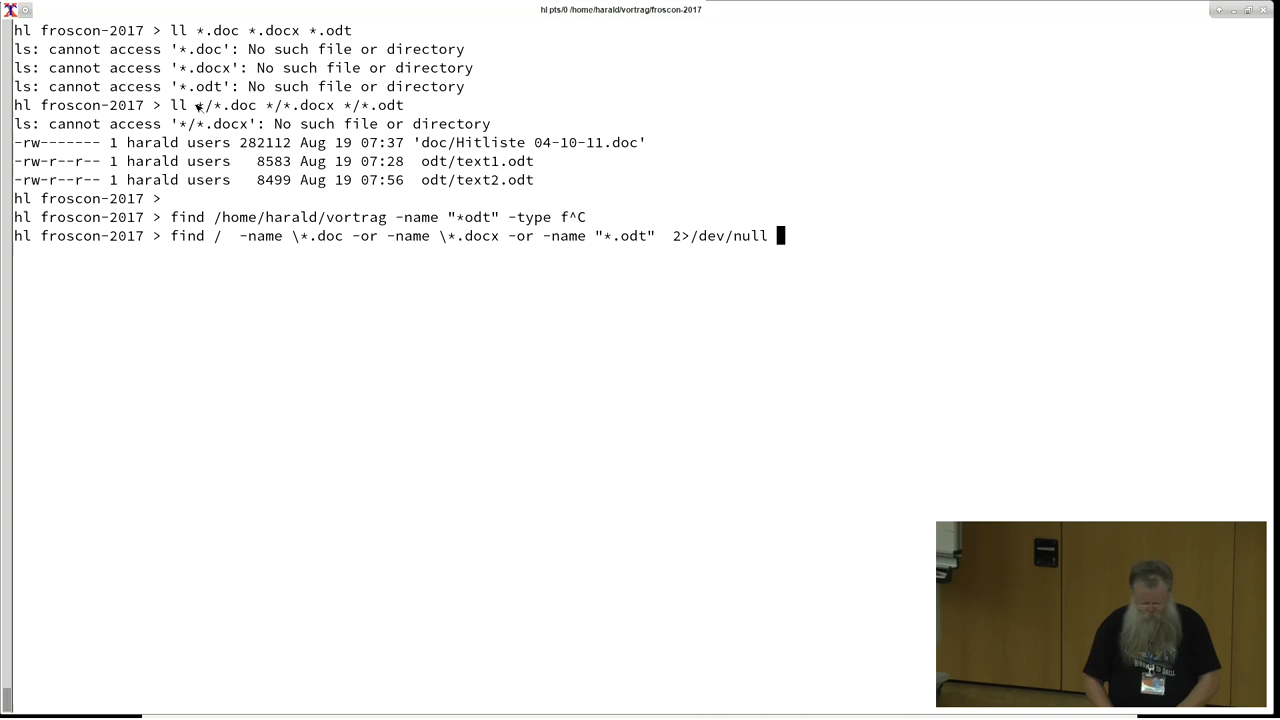 hl pts/0 /home/harald/vortrag/froscon-2017
hl froscon-2017 > ll *.doc *.docx *.odt
ls: cannot access '*.doc': No such file or directory
ls: cannot access '*.docx': No such file or directory
ls: cannot access '*.odt': No such file or directory
hl froscon-2017 > ll */*.doc */*.docx */*.odt
ls: cannot access '*/*.docx': No such file or directory
-rw------- 1 harald users 282112 Aug 19 07:37 'doc/Hitliste 04-10-11.doc'
-rw-r--r-- 1 harald users   8583 Aug 19 07:28  odt/text1.odt
-rw-r--r-- 1 harald users   8499 Aug 19 07:56  odt/text2.odt
hl froscon-2017 >
hl froscon-2017 > find /home/harald/vortrag -name "*odt" -type f^C
hl froscon-2017 > find /  -name \*.doc -or -name \*.docx -or -name "*.odt"  2>/dev/null